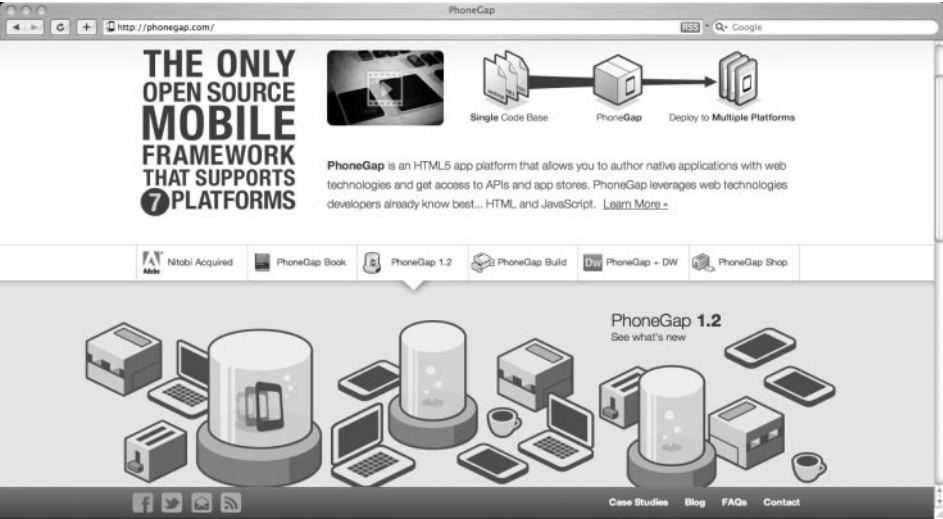 PhoneGap
http://phonegap.com/
RSS
Google
THE ONLY
OPEN SOURCE
MOBILE
FRAMEWORK
THAT SUPPORTS
7 PLATFORMS
Single Code Base
PhoneGap
Deploy to Multiple Platforms
PhoneGap is an HTML5 app platform that allows you to author native applications with web
technologies and get access to APIs and app stores. PhoneGap leverages web technologies
developers already know best... HTML and JavaScript. Learn More »
Adobe
Nitobi Acquired
PhoneGap Book
PhoneGap 1.2
PhoneGap Build
Dw
PhoneGap + DW
PhoneGap Shop
PhoneGap 1.2
See what's new
Case Studies
Blog
FAQs
Contact